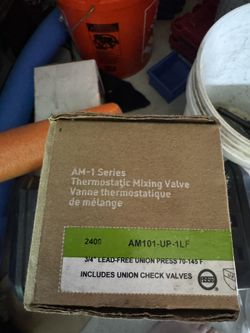 AM-1 Series
Thermostatic Mixing Valve
Vanne thermostatique
de mélange
2400 AM101-UP-1LF
3/4" LEAD-FREE UNION PRESS 70-145 F
INCLUDES UNION CHECK VALVES